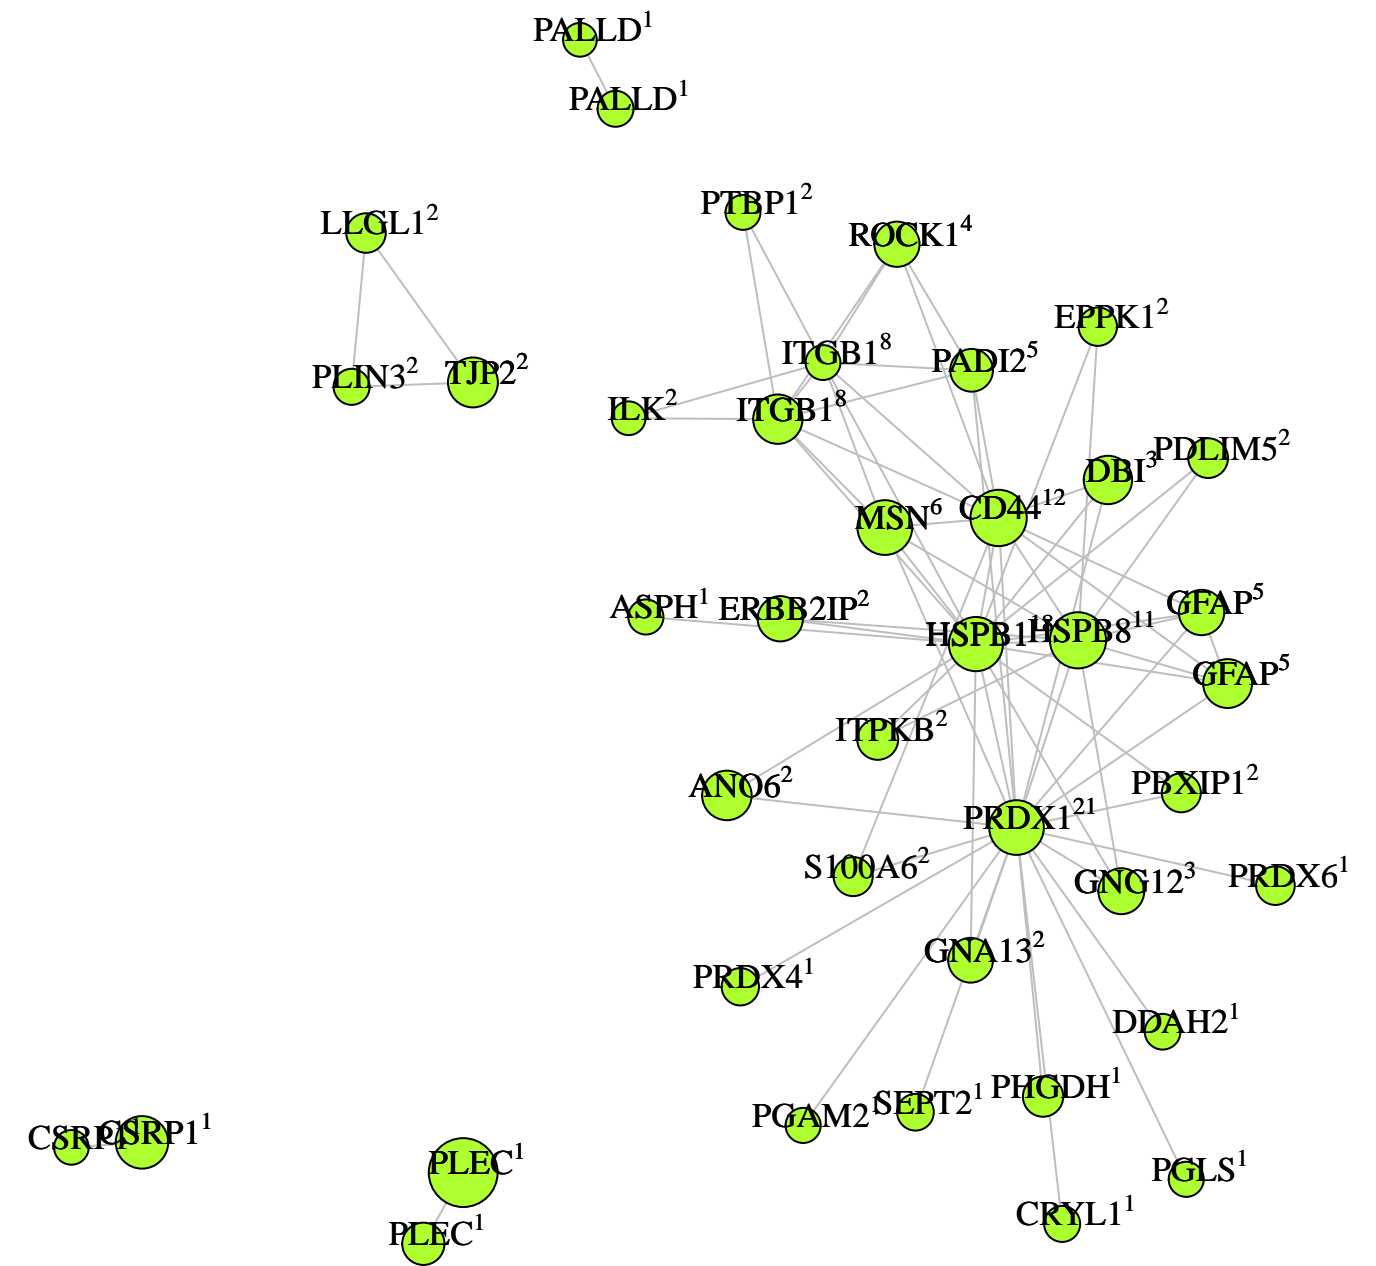 PALLD¹
PALLD¹
PTBP1²
LLGL1²
ROCK1⁴
EPPK1²
ITGB1⁸
PADI2⁵
PLIN3²
TJP2²
ILK²
ITGB1⁸
PDLIM5²
DBI³
CD44¹²
MSN⁶
ASPH¹
ERBB2IP²
GFAP⁵
HSPB1¹⁸
HSPB8¹¹
GFAP⁵
ITPKB²
ANO6²
PBXIP1²
PRDX1²¹
S100A6²
GNG12³
PRDX6¹
GNA13²
PRDX4¹
DDAH2¹
PGAM2¹
SEPT2¹
PHGDH¹
CSRP1¹
CSRP1¹
PLEC¹
PGLS¹
CRYL1¹
PLEC¹